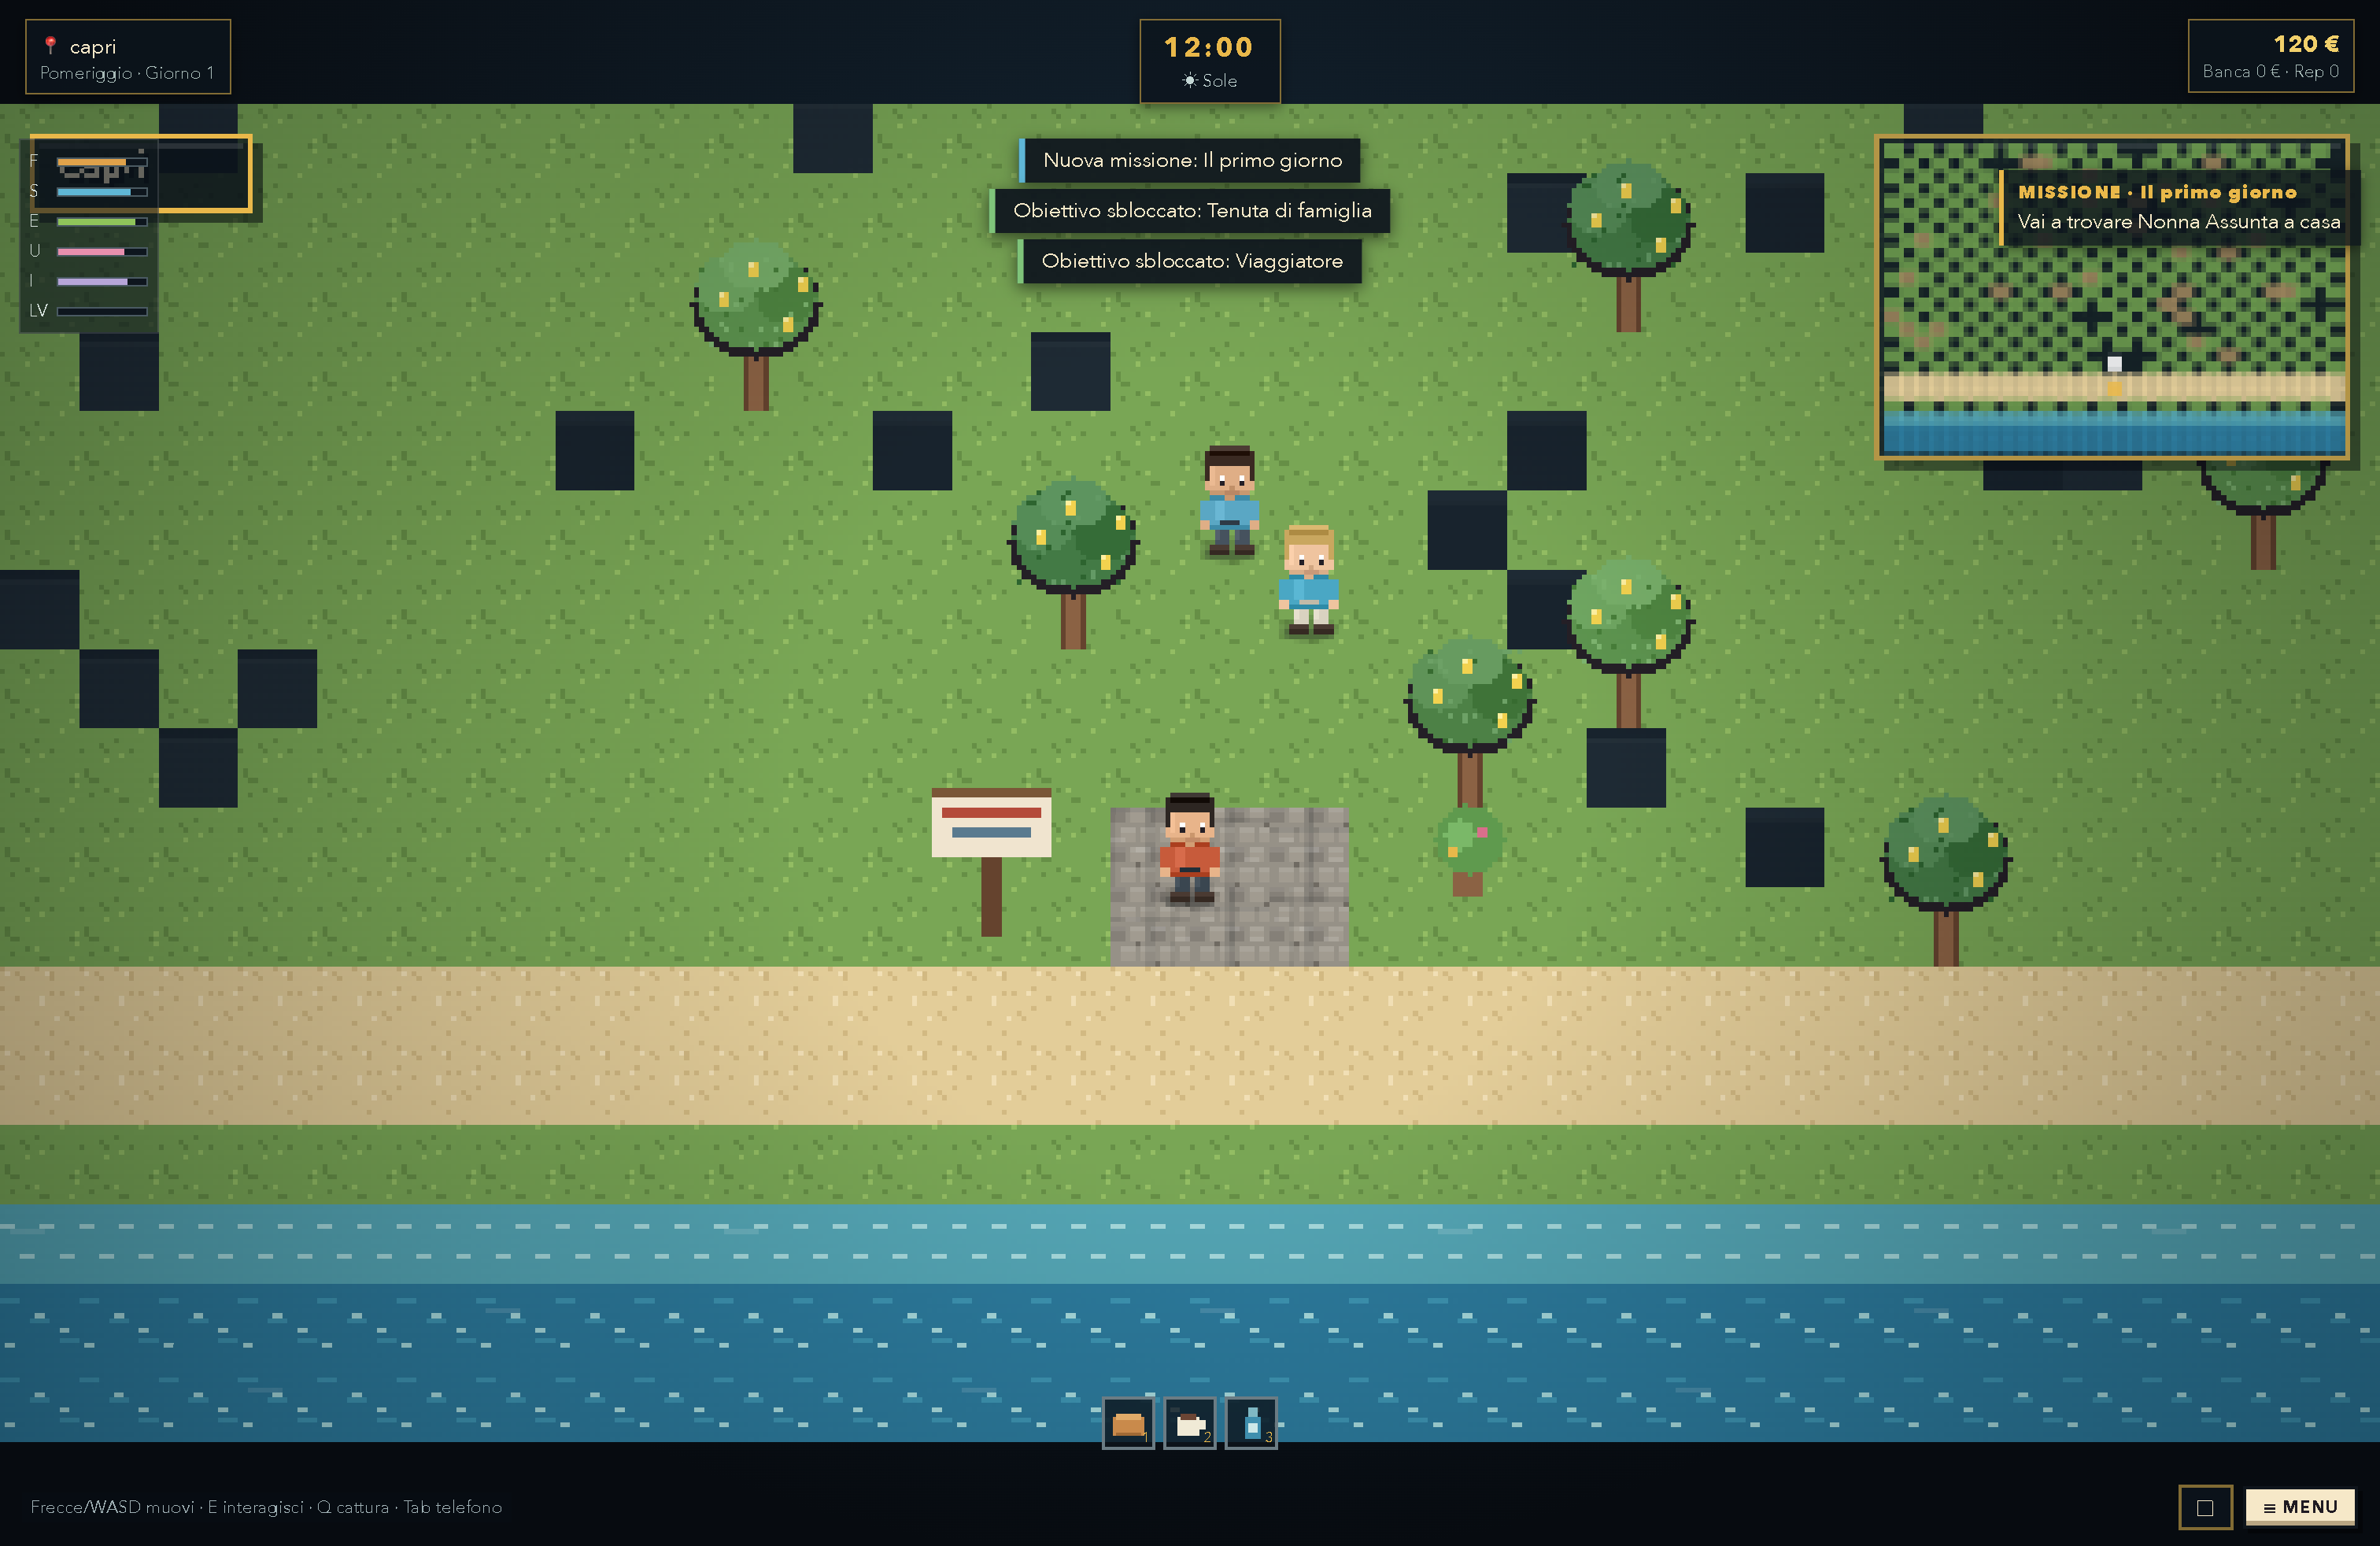 capri
Pomeriggio · Giorno 1
12:00
Sole
120 €
Banca 0 € · Rep 0
F
capri
S
E
U
I
LV
Nuova missione: Il primo giorno
Obiettivo sbloccato: Tenuta di famiglia
Obiettivo sbloccato: Viaggiatore
MISSIONE · Il primo giorno
Vai a trovare Nonna Assunta a casa
1
2
3
Frecce/WASD muovi · E interagisci · Q cattura · Tab telefono
≡ MENU